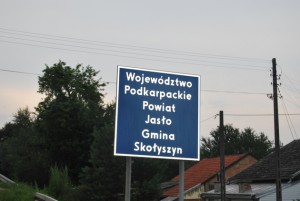 Województwo
Podkarpackie
Powiat
Jasło
Gmina
Skołyszyn